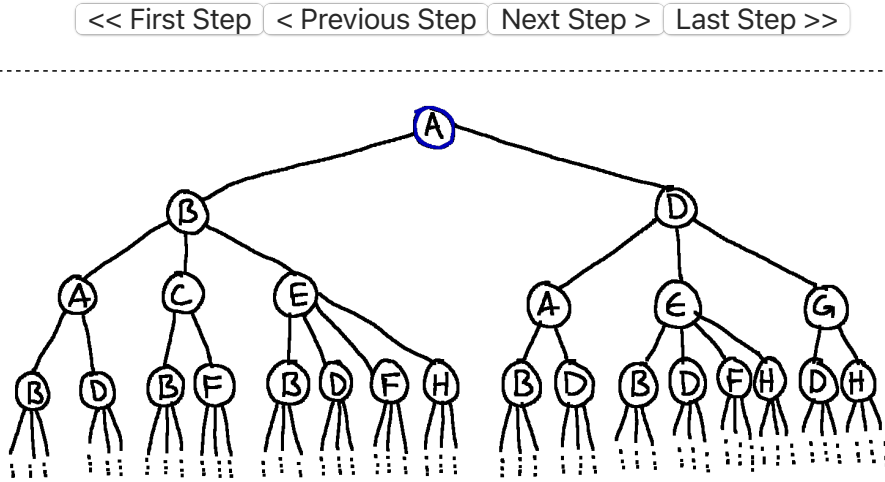 << First Step < Previous Step Next Step > Last Step >>
A
B D
A C E A E G
B D B F B D F H B D B D F H D H